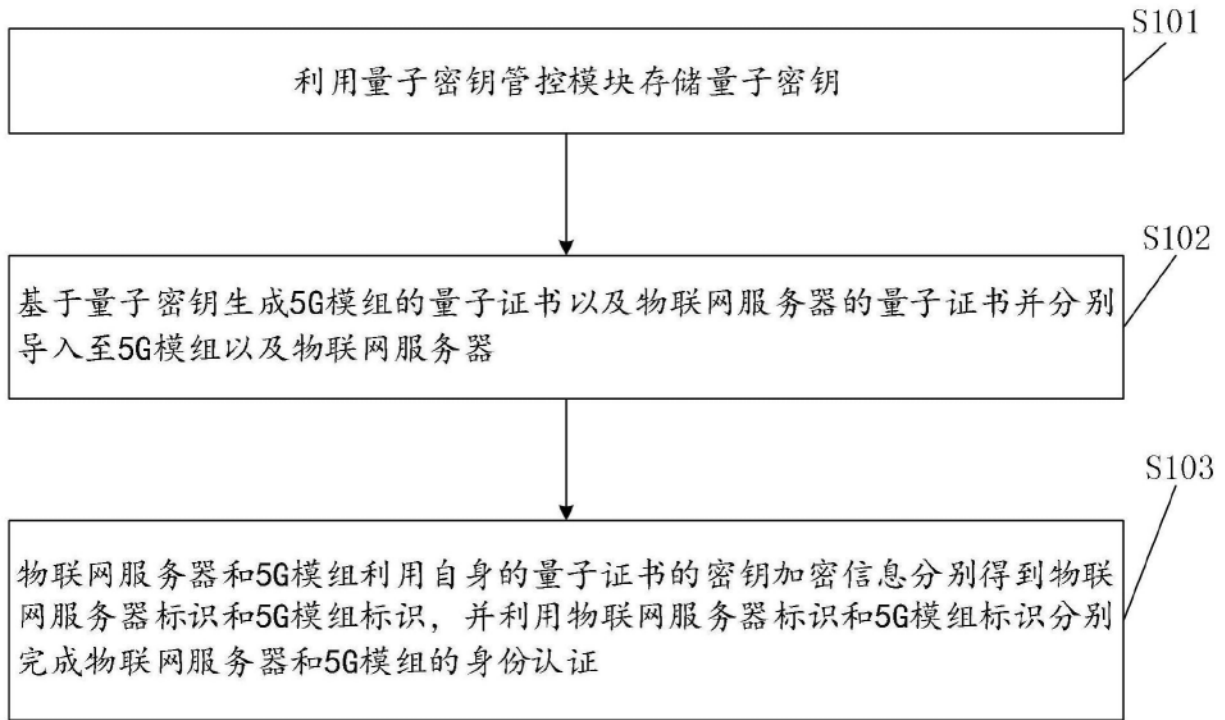 S101
利用量子密钥管控模块存储量子密钥
S102
基于量子密钥生成5G模组的量子证书以及物联网服务器的量子证书并分别
导入至5G模组以及物联网服务器
S103
物联网服务器和5G模组利用自身的量子证书的密钥加密信息分别得到物联
网服务器标识和5G模组标识，并利用物联网服务器标识和5G模组标识分别
完成物联网服务器和5G模组的身份认证